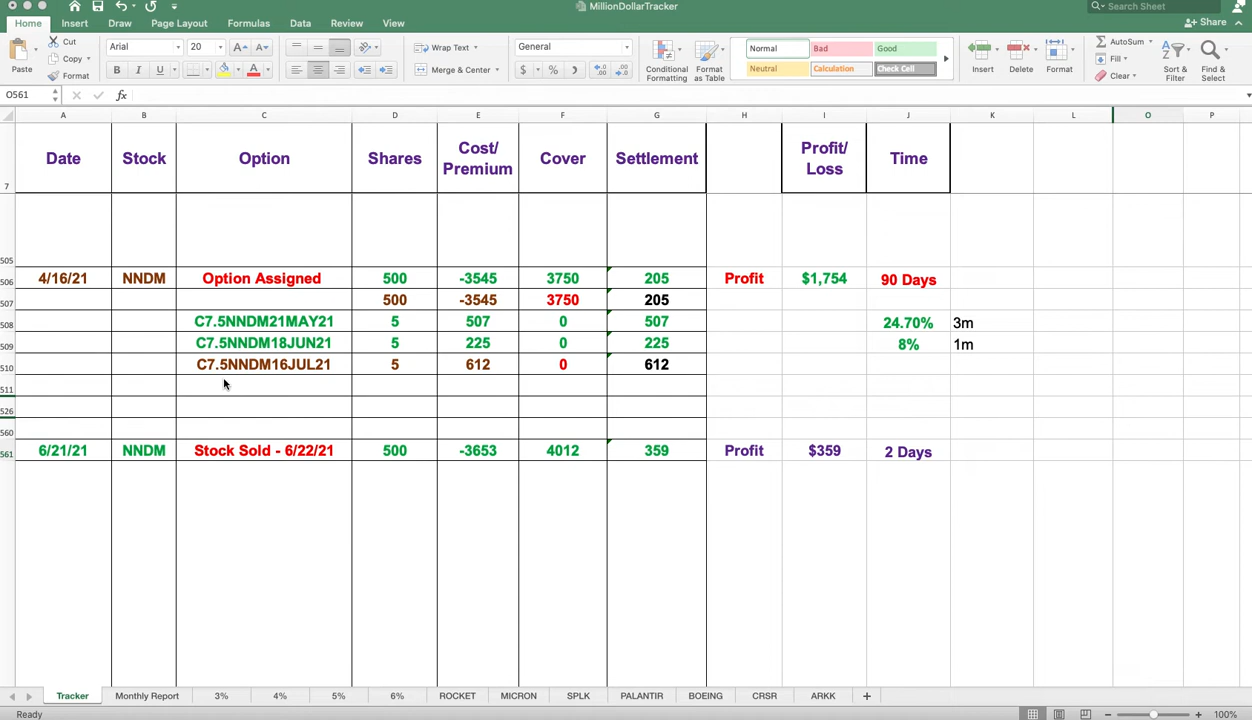 MillionDollarTracker
Search Sheet
Home Insert Draw Page Layout Formulas Data Review View
Share
Paste
Cut
Copy
Format
Arial 20
B I U
Wrap Text
Merge & Center
General
$ %
Conditional Formatting
Format as Table
Normal Bad Good
Neutral Calculation Check Cell
Insert Delete Format
AutoSum
Fill
Clear
Sort & Filter
Find & Select
O561 fx
A B C D E F G H I J K L O P
7 Date Stock Option Shares Cost/ Premium Cover Settlement Profit/ Loss Time
505
506 4/16/21 NNDM Option Assigned 500 -3545 3750 205 Profit $1,754 90 Days
507 500 -3545 3750 205
508 C7.5NNDM21MAY21 5 507 0 507 24.70% 3m
509 C7.5NNDM18JUN21 5 225 0 225 8% 1m
510 C7.5NNDM16JUL21 5 612 0 612
511
526
560
561 6/21/21 NNDM Stock Sold - 6/22/21 500 -3653 4012 359 Profit $359 2 Days
Tracker Monthly Report 3% 4% 5% 6% ROCKET MICRON SPLK PALANTIR BOEING CRSR ARKK +
Ready
100%